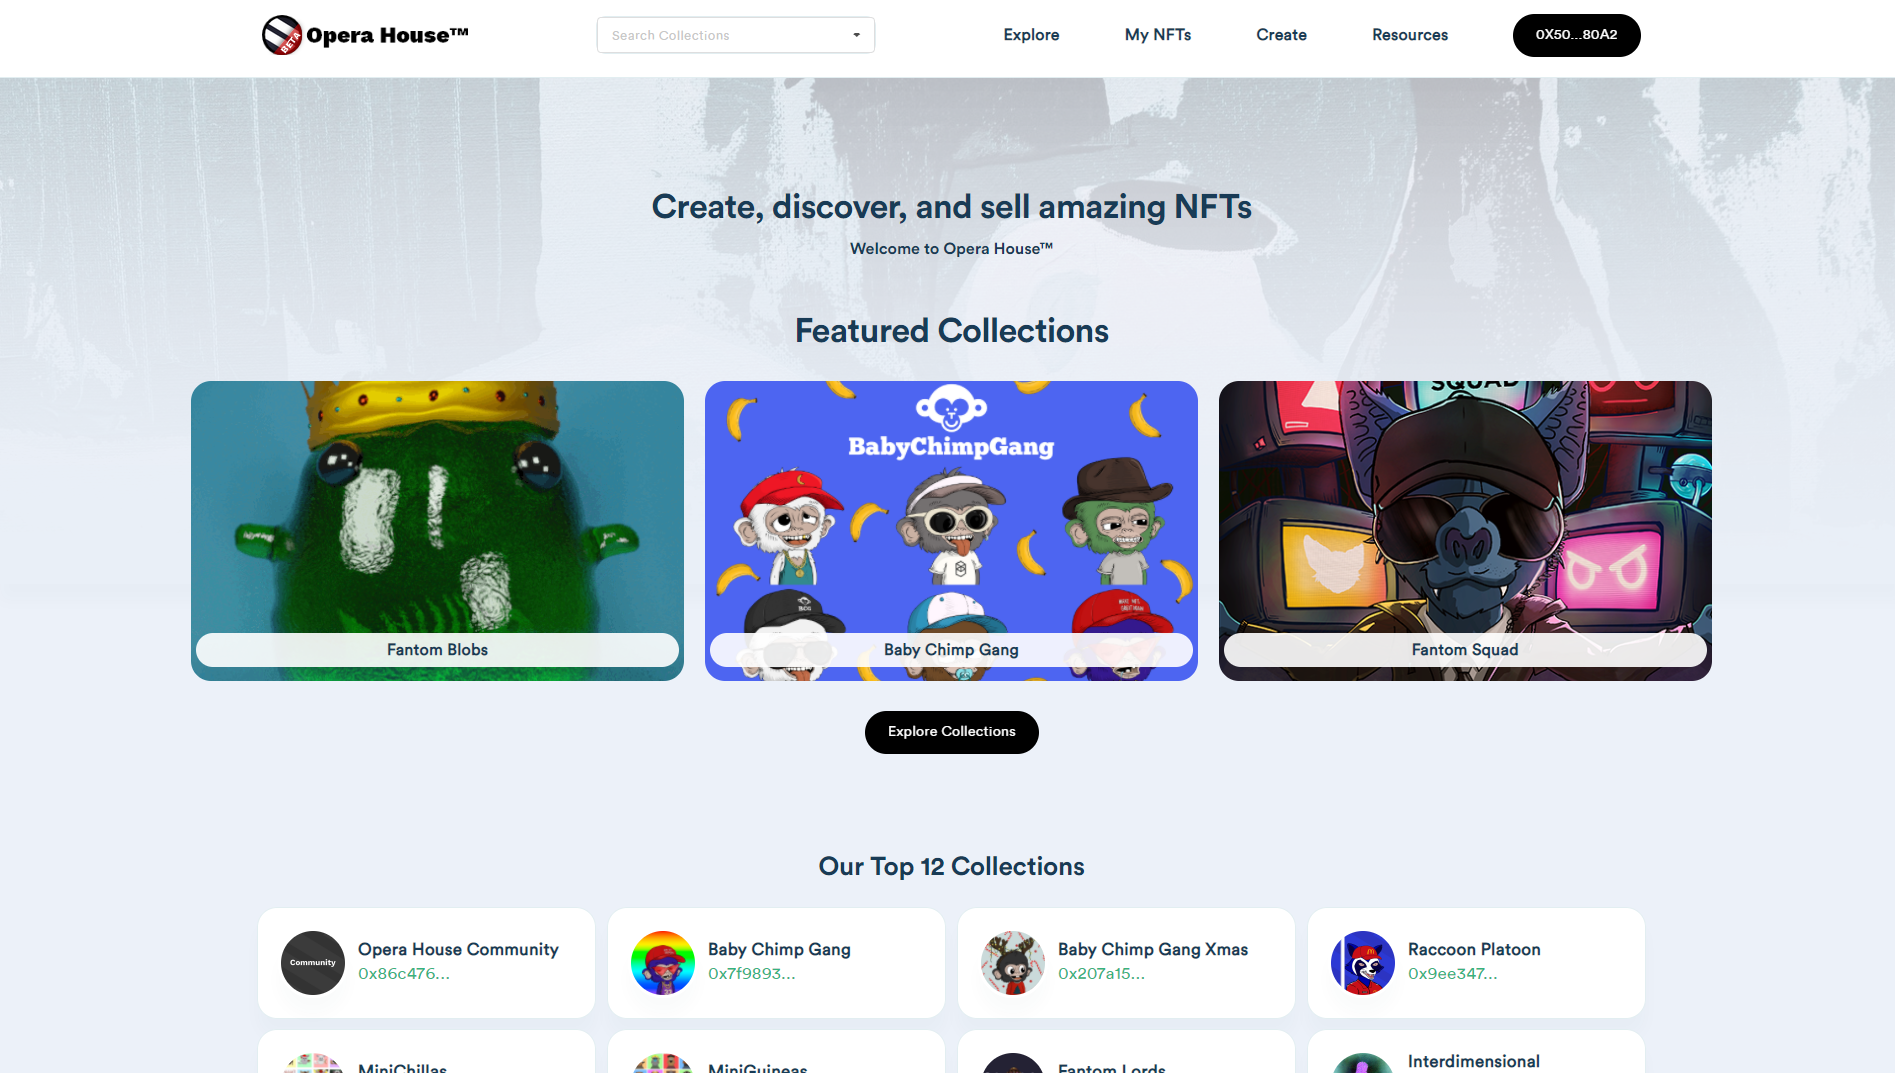 BETA
Opera House™
Search Collections
Explore
My NFTs
Create
Resources
0X50...80A2
Create, discover, and sell amazing NFTs
Welcome to Opera House™
Featured Collections
Fantom Blobs
BabyChimpGang
Baby Chimp Gang
SQUAD
Fantom Squad
Explore Collections
Our Top 12 Collections
Community
Opera House Community
0x86c476...
Baby Chimp Gang
0x7f9893...
Baby Chimp Gang Xmas
0x207a15...
Raccoon Platoon
0x9ee347...
MiniChillas
MiniGuineas
Fantom Lords
Interdimensional